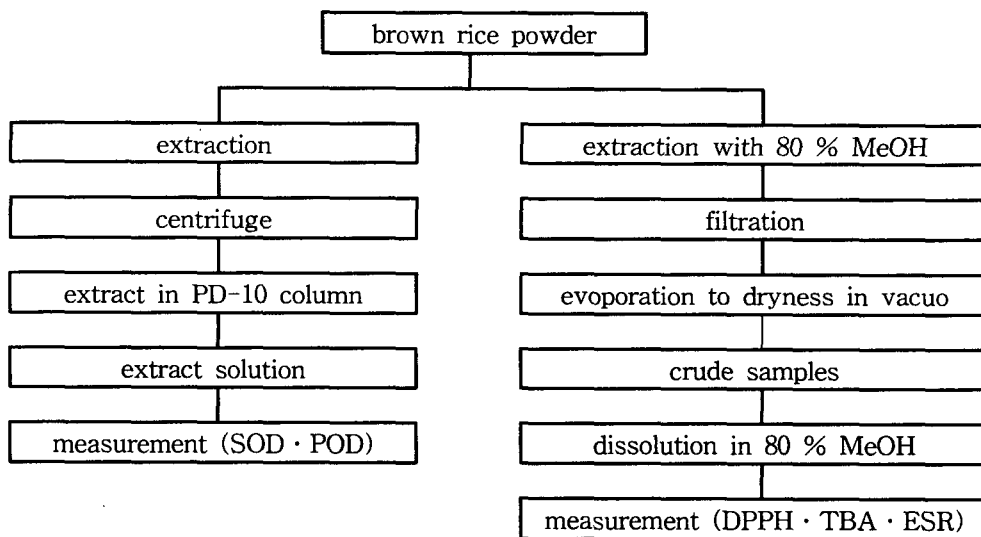 brown rice powder
extraction
centrifuge
extract in PD-10 column
extract solution
measurement (SOD · POD)
extraction with 80 % MeOH
filtration
evoporation to dryness in vacuo
crude samples
dissolution in 80 % MeOH
measurement (DPPH · TBA · ESR)